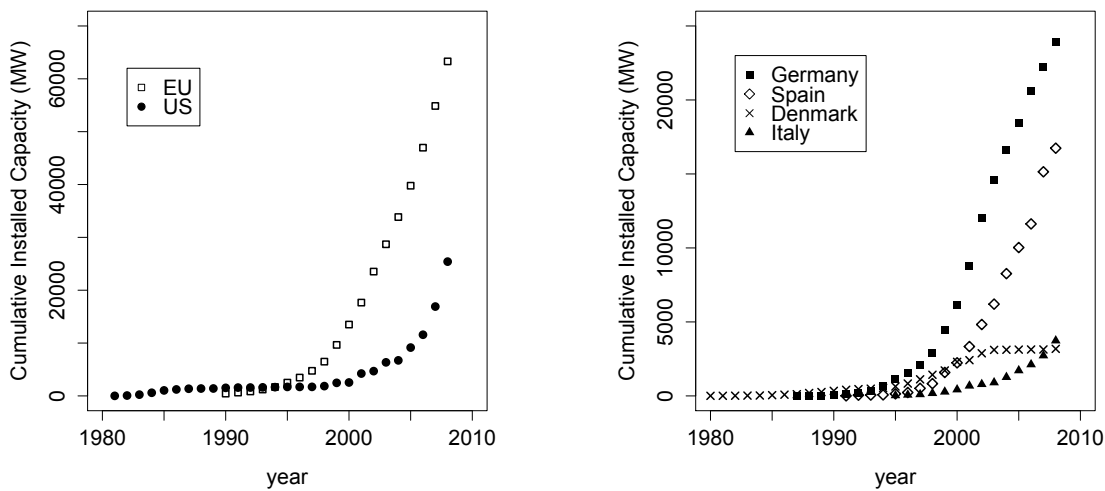 Cumulative Installed Capacity (MW)
60000
40000
20000
0
EU
US
1980 1990 2000 2010
year
Cumulative Installed Capacity (MW)
20000
10000
5000
0
Germany
Spain
Denmark
Italy
1980 1990 2000 2010
year